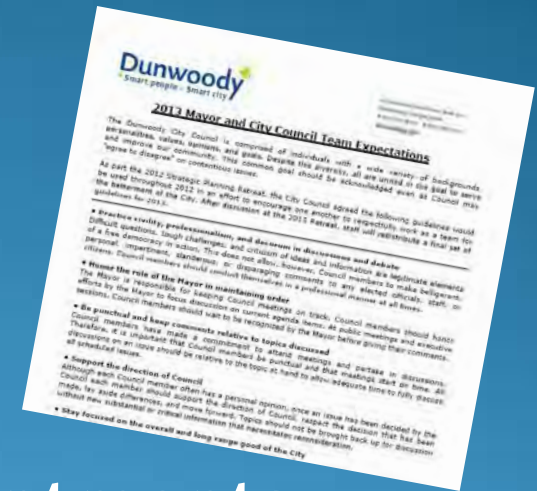 Dunwoody
Smart people - Smart city
2013 Mayor and City Council Team Expectations
The Dunwoody City Council is comprised of individuals with a wide variety of backgrounds,
personalities, values, opinions, and goals. Despite this diversity, all are united in the goal to serve
and improve our community. This common goal should be acknowledged even as Council may
"agree to disagree" on contentious issues.
As part the 2012 Strategic Planning Retreat, the City Council agreed the following guidelines would
be used throughout 2012 in an effort to encourage one another to respectfully work as a team for
the betterment of the City. After discussion at the 2013 Retreat, staff will redistribute a final set of
guidelines for 2013.
• Practice civility, professionalism, and decorum in discussions and debate
Difficult questions, tough challenges, and criticism of ideas and information are legitimate elements
of a free democracy in action. This does not allow, however, Council members to make belligerent,
personal, impertinent, slanderous, or disparaging comments to any elected officials, staff, or
citizens. Council members should conduct themselves in a professional manner at all times.
• Honor the role of the Mayor in maintaining order
The Mayor is responsible for keeping Council meetings on track. Council members should honor
efforts by the Mayor to focus discussion on current agenda items. At public meetings and executive
sessions, Council members should wait to be recognized by the Mayor before giving their comments.
• Be punctual and keep comments relative to topics discussed
Council members have made a commitment to attend meetings and partake in discussions.
Therefore, it is important that Council members be punctual and that meetings start on time. All
discussions on an issue should be relative to the topic at hand to allow adequate time to fully discuss
all scheduled issues.
• Support the direction of Council
Although each Council member often has a personal opinion, once an issue has been decided by the
Council each member should support the direction of Council, respect the decision that has been
made, lay aside differences, and move forward. Topics should not be brought back up for discussion
without new substantial or critical information that necessitates reconsideration.
• Stay focused on the overall and long range good of the City